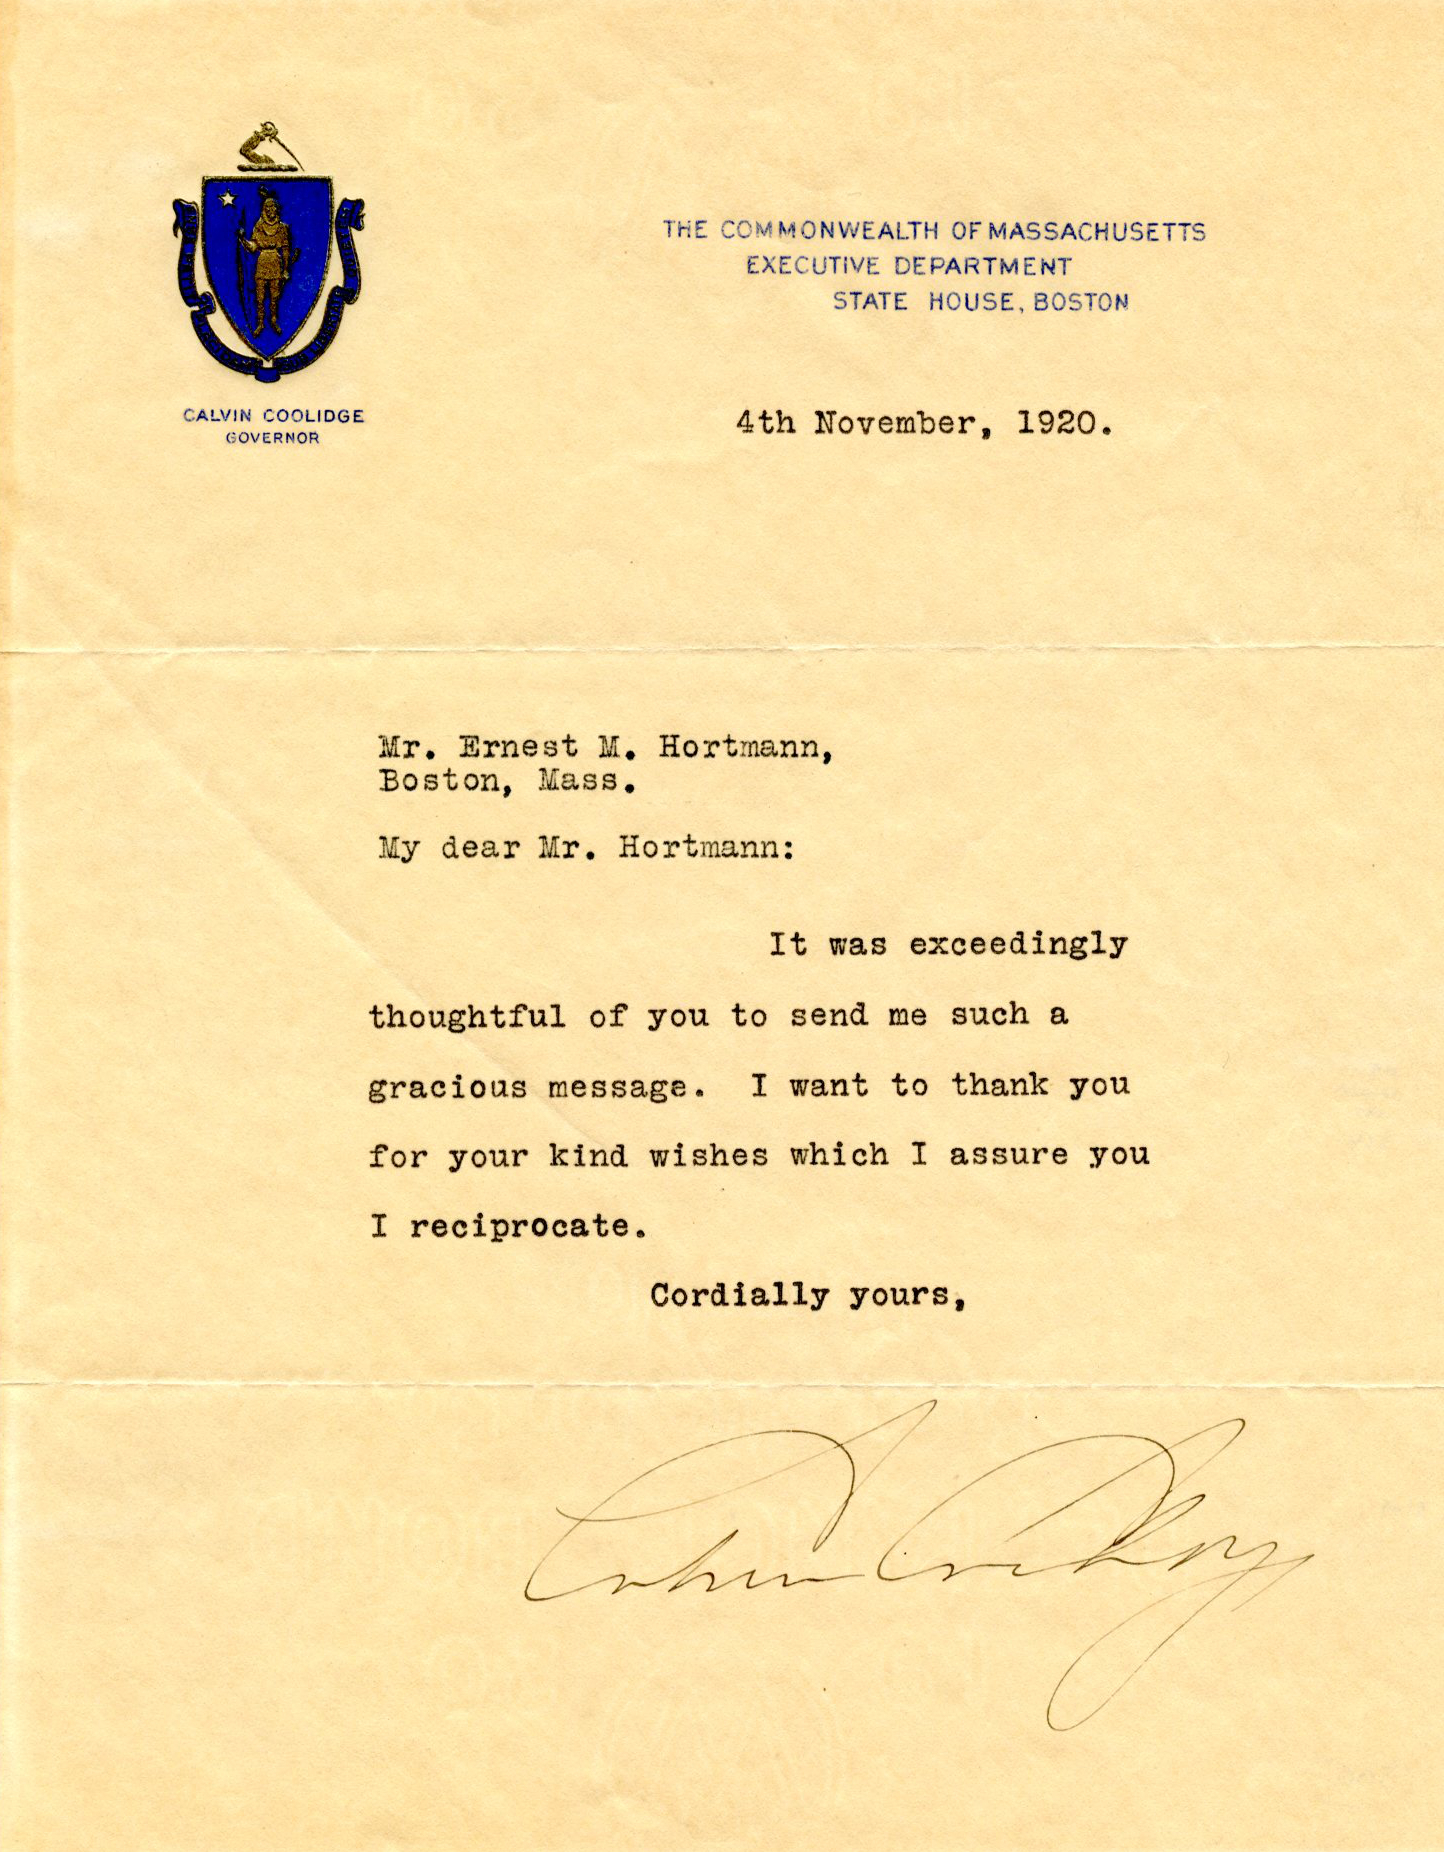 THE COMMONWEALTH OF MASSACHUSETTS
EXECUTIVE DEPARTMENT
STATE HOUSE, BOSTON
CALVIN COOLIDGE
GOVERNOR
4th November, 1920.
Mr. Ernest M. Hortmann,
Boston, Mass.
My dear Mr. Hortmann:
It was exceedingly
thoughtful of you to send me such a
gracious message. I want to thank you
for your kind wishes which I assure you
I reciprocate.
Cordially yours,
Calvin Coolidge